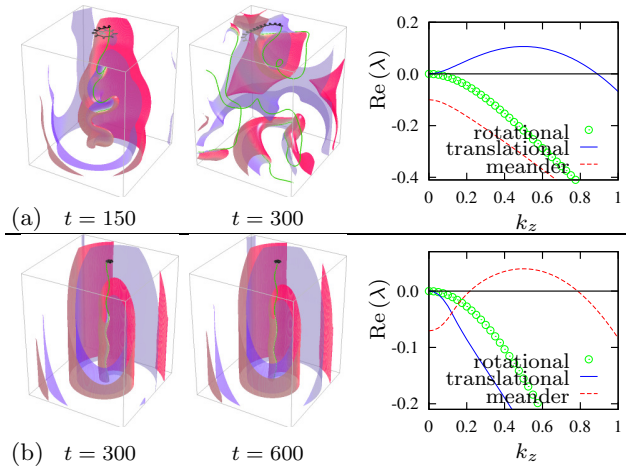 0.2
0.0
-0.2
-0.4
Re (λ)
rotational
translational
meander
0 0.2 0.4 0.6 0.8 1
k_z
(a) t = 150 t = 300
0.0
-0.1
-0.2
Re (λ)
rotational
translational
meander
0 0.2 0.4 0.6 0.8 1
k_z
(b) t = 300 t = 600